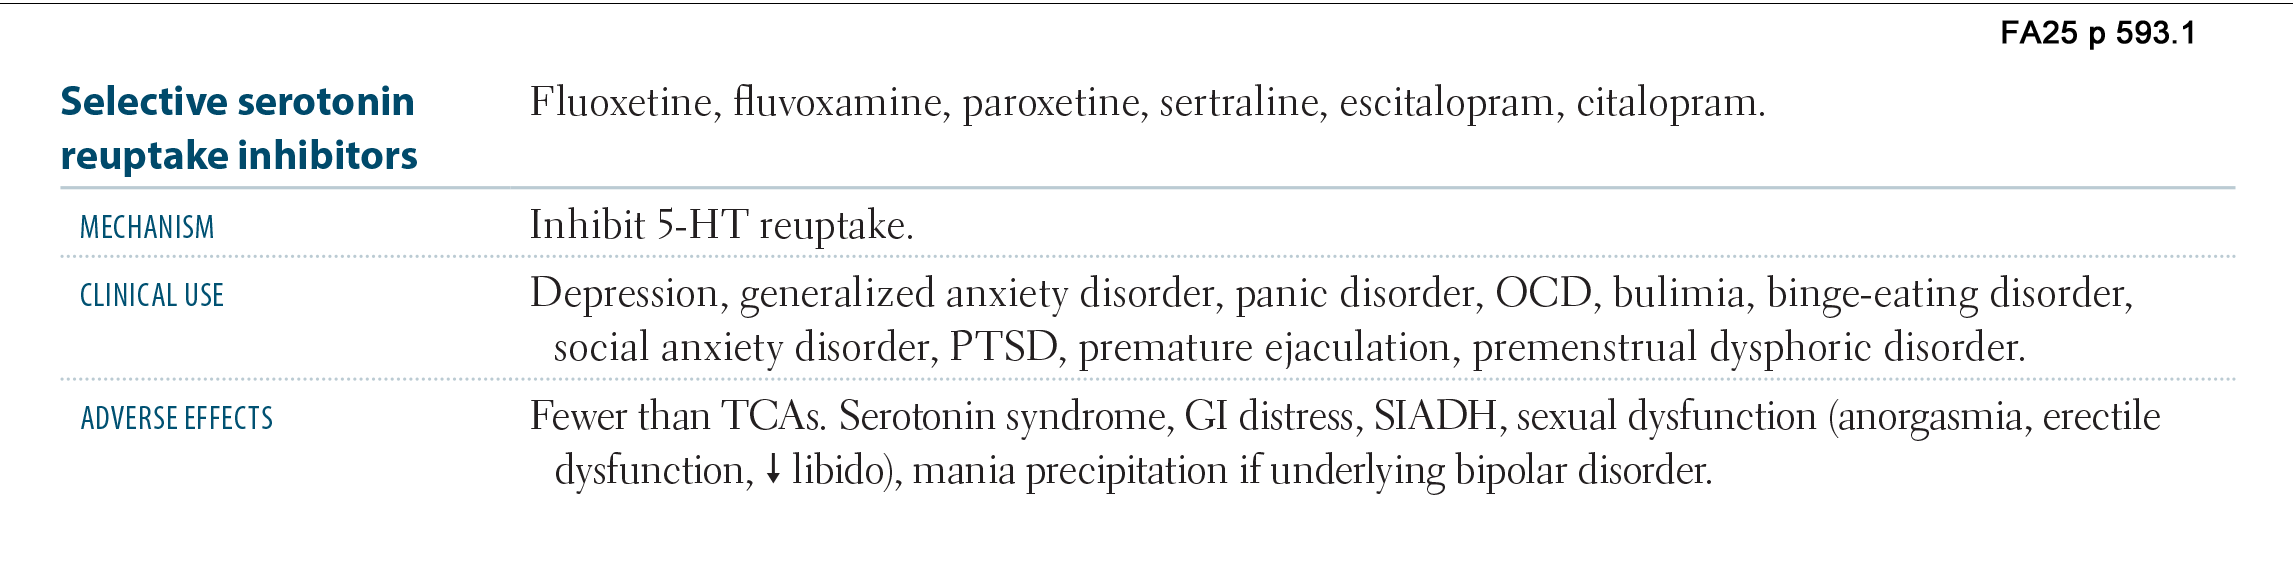 FA25 p 593.1
Selective serotonin
reuptake inhibitors
Fluoxetine, fluvoxamine, paroxetine, sertraline, escitalopram, citalopram.
MECHANISM
Inhibit 5-HT reuptake.
CLINICAL USE
Depression, generalized anxiety disorder, panic disorder, OCD, bulimia, binge-eating disorder,
social anxiety disorder, PTSD, premature ejaculation, premenstrual dysphoric disorder.
ADVERSE EFFECTS
Fewer than TCAs. Serotonin syndrome, GI distress, SIADH, sexual dysfunction (anorgasmia, erectile
dysfunction, ↓ libido), mania precipitation if underlying bipolar disorder.